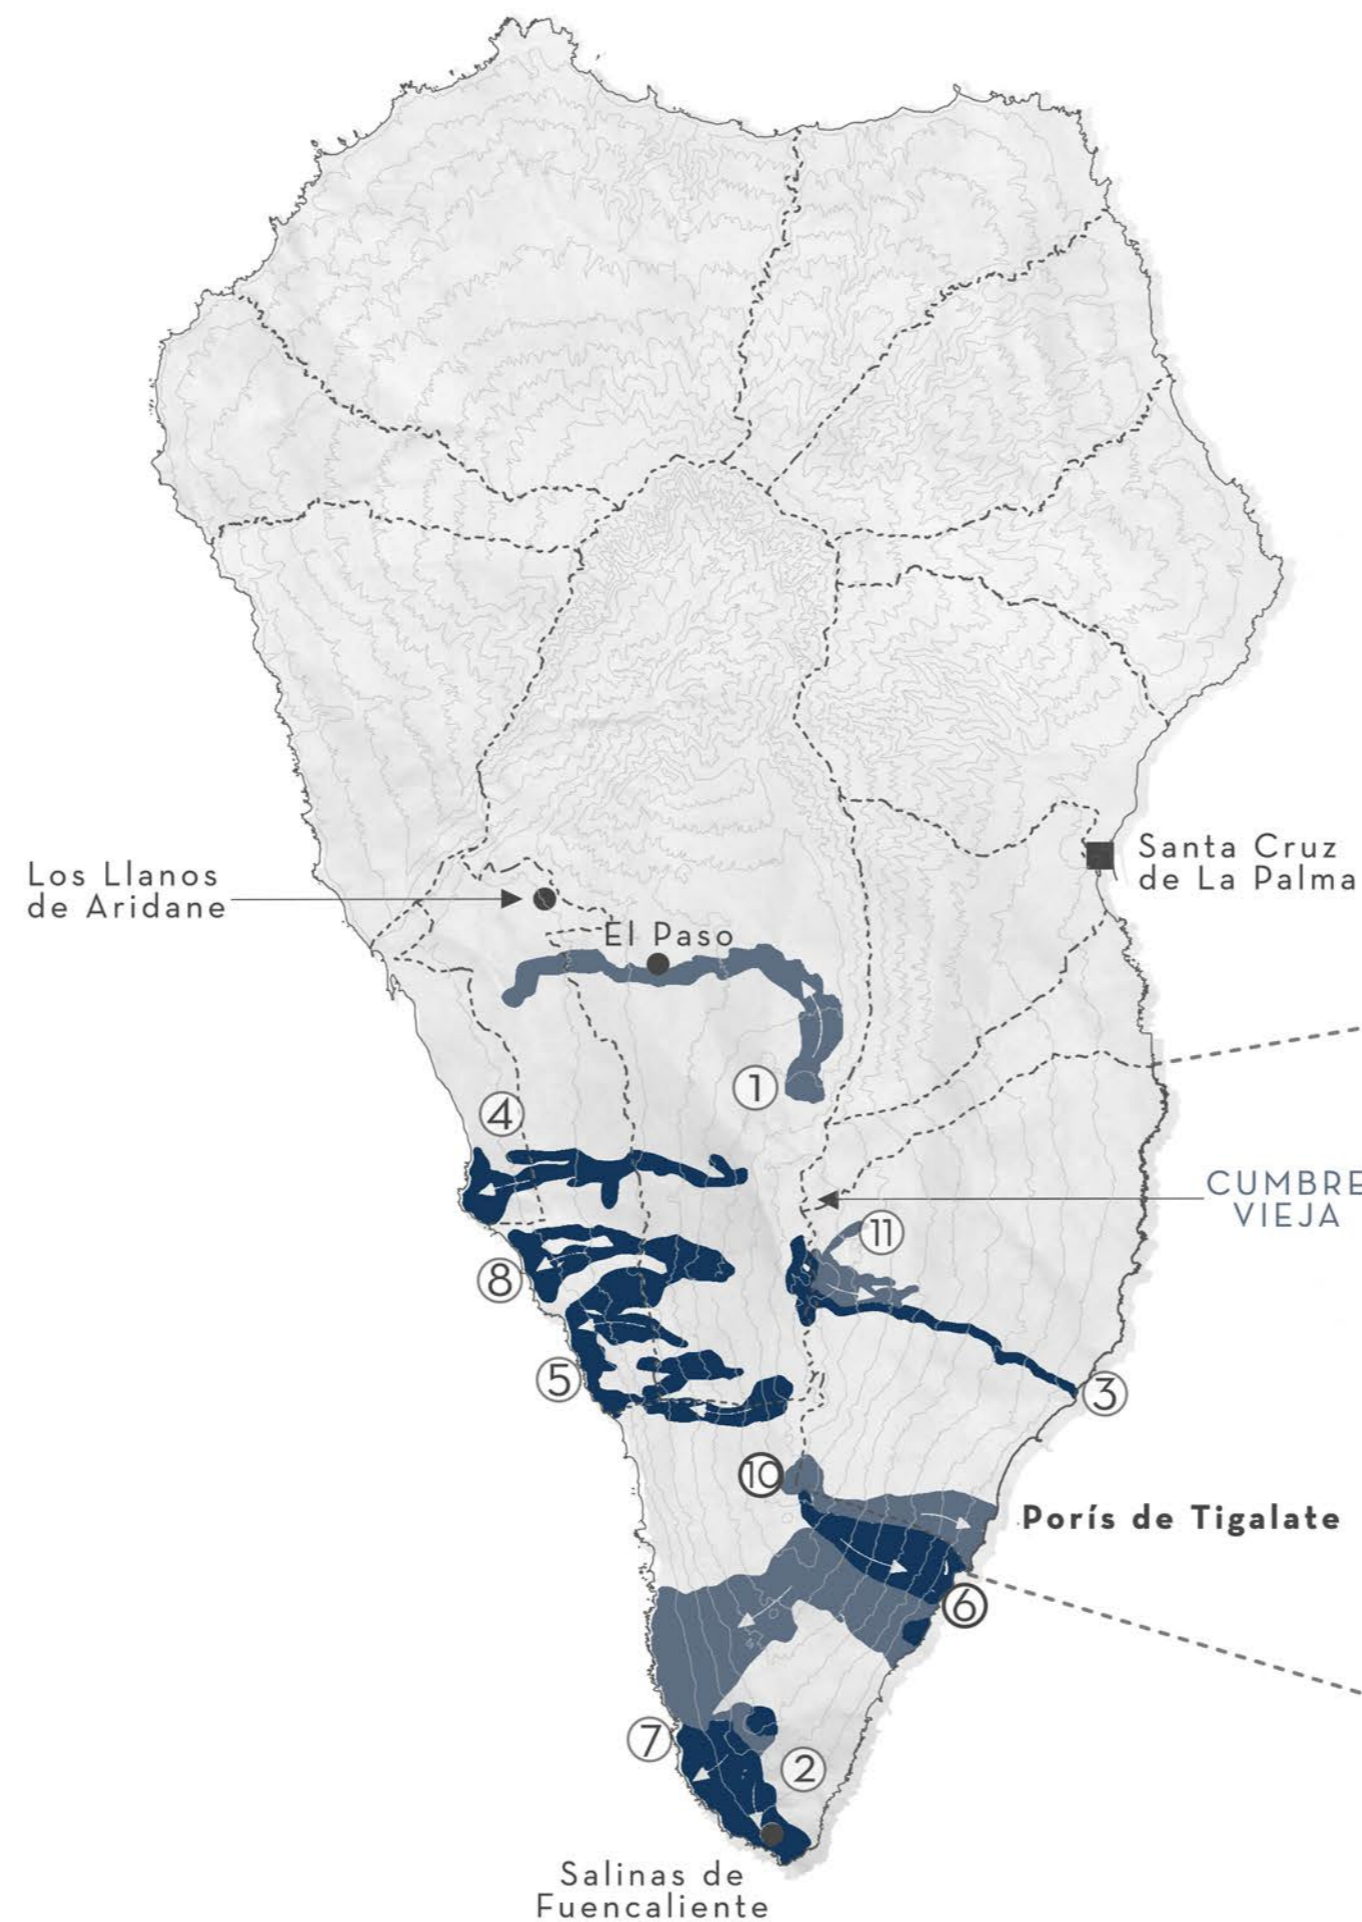 Los Llanos
de Aridane
Santa Cruz
de La Palma
El Paso
1
4
CUMBRE
VIEJA
11
8
5
3
10
Porís de Tigalate
6
7
2
Salinas de
Fuencaliente